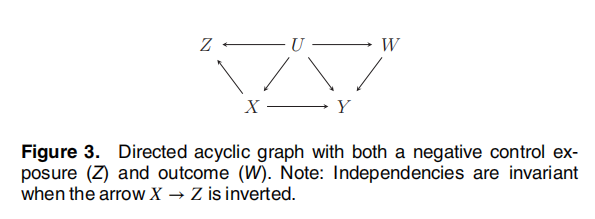 Z U W
X Y
Figure 3. Directed acyclic graph with both a negative control ex-
posure (Z) and outcome (W). Note: Independencies are invariant
when the arrow X → Z is inverted.